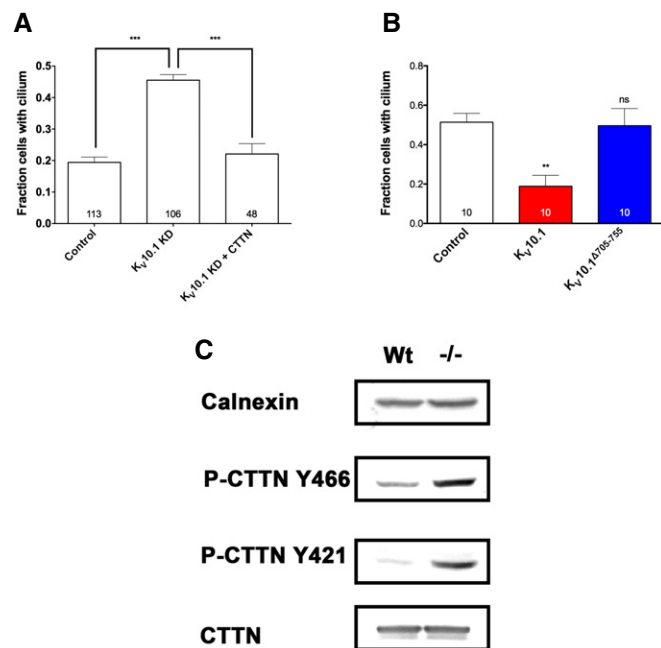 A
***
***
Fraction cells with cilium
0.5
0.4
0.3
0.2
0.1
0.0
113
106
48
Control
Kv10.1 KD
Kv10.1 KD + CTTN
B
Fraction cells with cilium
0.8
0.6
0.4
0.2
0.0
**
ns
10
10
10
Control
Kv10.1
Kv10.1Δ705-755
C
Wt -/-
Calnexin
P-CTTN Y466
P-CTTN Y421
CTTN